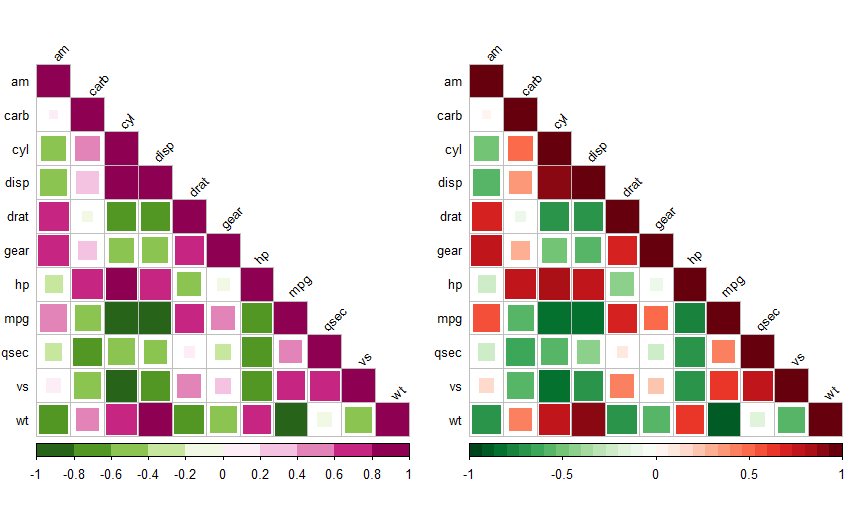 am
carb
cyl
disp
drat
gear
hp
mpg
qsec
vs
wt
am
carb
cyl
disp
drat
gear
hp
mpg
qsec
vs
wt
-1 -0.8 -0.6 -0.4 -0.2 0 0.2 0.4 0.6 0.8 1
am
carb
cyl
disp
drat
gear
hp
mpg
qsec
vs
wt
am
carb
cyl
disp
drat
gear
hp
mpg
qsec
vs
wt
-1 -0.5 0 0.5 1